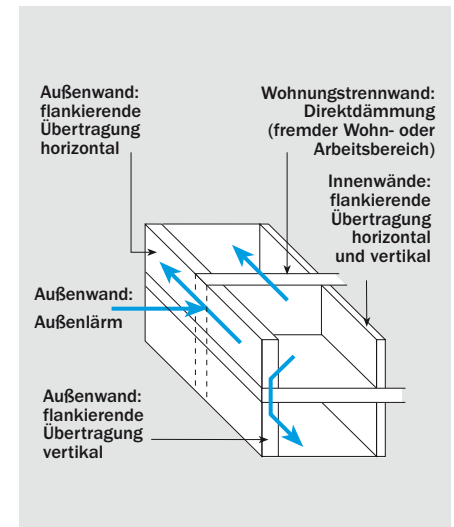 Außenwand:
flankierende
Übertragung
horizontal
Wohnungstrennwand:
Direktdämmung
(fremder Wohn- oder
Arbeitsbereich)
Innenwände:
flankierende
Übertragung
horizontal
und vertikal
Außenwand:
Außenlärm
Außenwand:
flankierende
Übertragung
vertikal